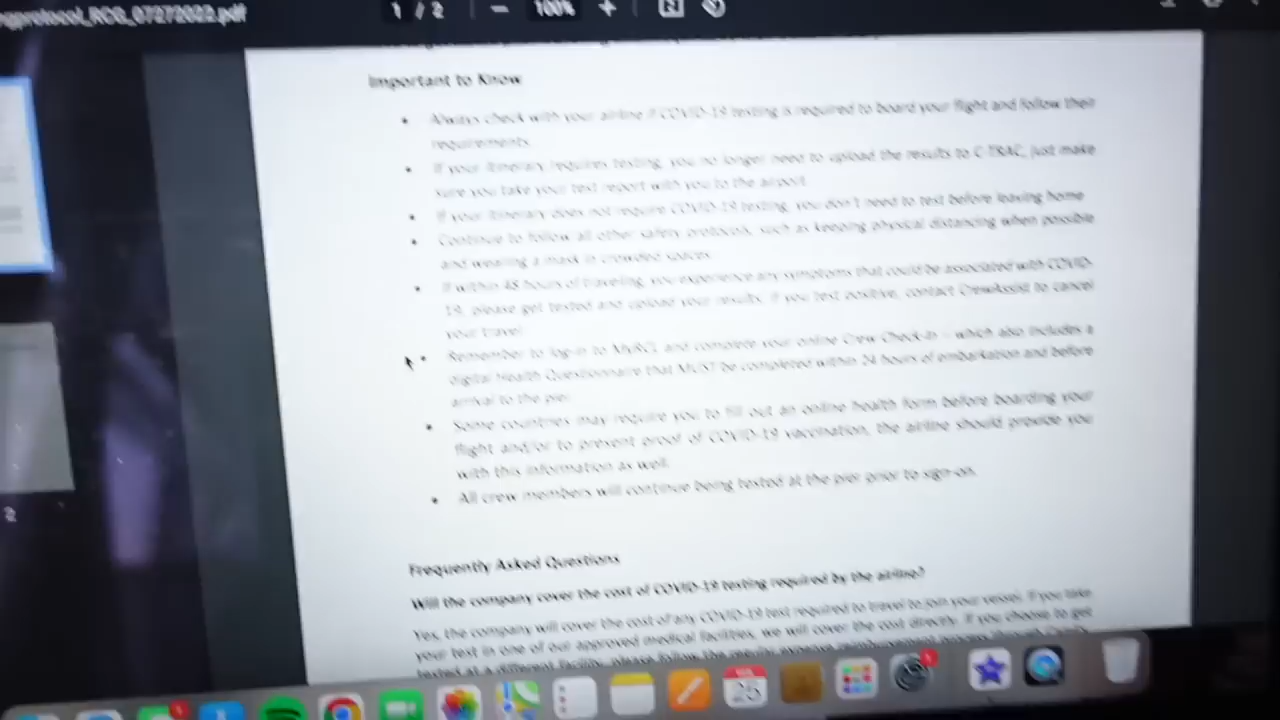 1 / 2
100%
Important to Know
• Always check with your airline if COVID-19 testing is required to board your flight and follow their
requirements.
• If your itinerary requires testing, you no longer need to upload the results to C-TRAC, just make
sure you take your test report with you to the airport.
• If your itinerary does not require COVID-19 testing, you don't need to test before leaving home
• Continue to follow all other safety protocols, such as keeping physical distancing when possible
and wearing a mask in crowded spaces.
• If within 48 hours of traveling, you experience any symptoms that could be associated with COVID-
19, please get tested and upload your results. If you test positive, contact CrewAssist to cancel
your travel.
• Remember to log-in to MyRCL and complete your online Crew Check-In - which also includes a
digital Health Questionnaire that MUST be completed within 24 hours of embarkation and before
arrival to the pier.
• Some countries may require you to fill out an online health form before boarding your
flight and/or to present proof of COVID-19 vaccination, the airline should provide you
with this information as well.
• All crew members will continue being tested at the pier prior to sign-on.
2
Frequently Asked Questions
Will the company cover the cost of COVID-19 testing required by the airline?
Yes, the company will cover the cost of any COVID-19 test required to travel to join your vessel. If you take
your test in one of our approved medical facilities, we will cover the cost directly. If you choose to get
tested at a different facility, please follow the
25